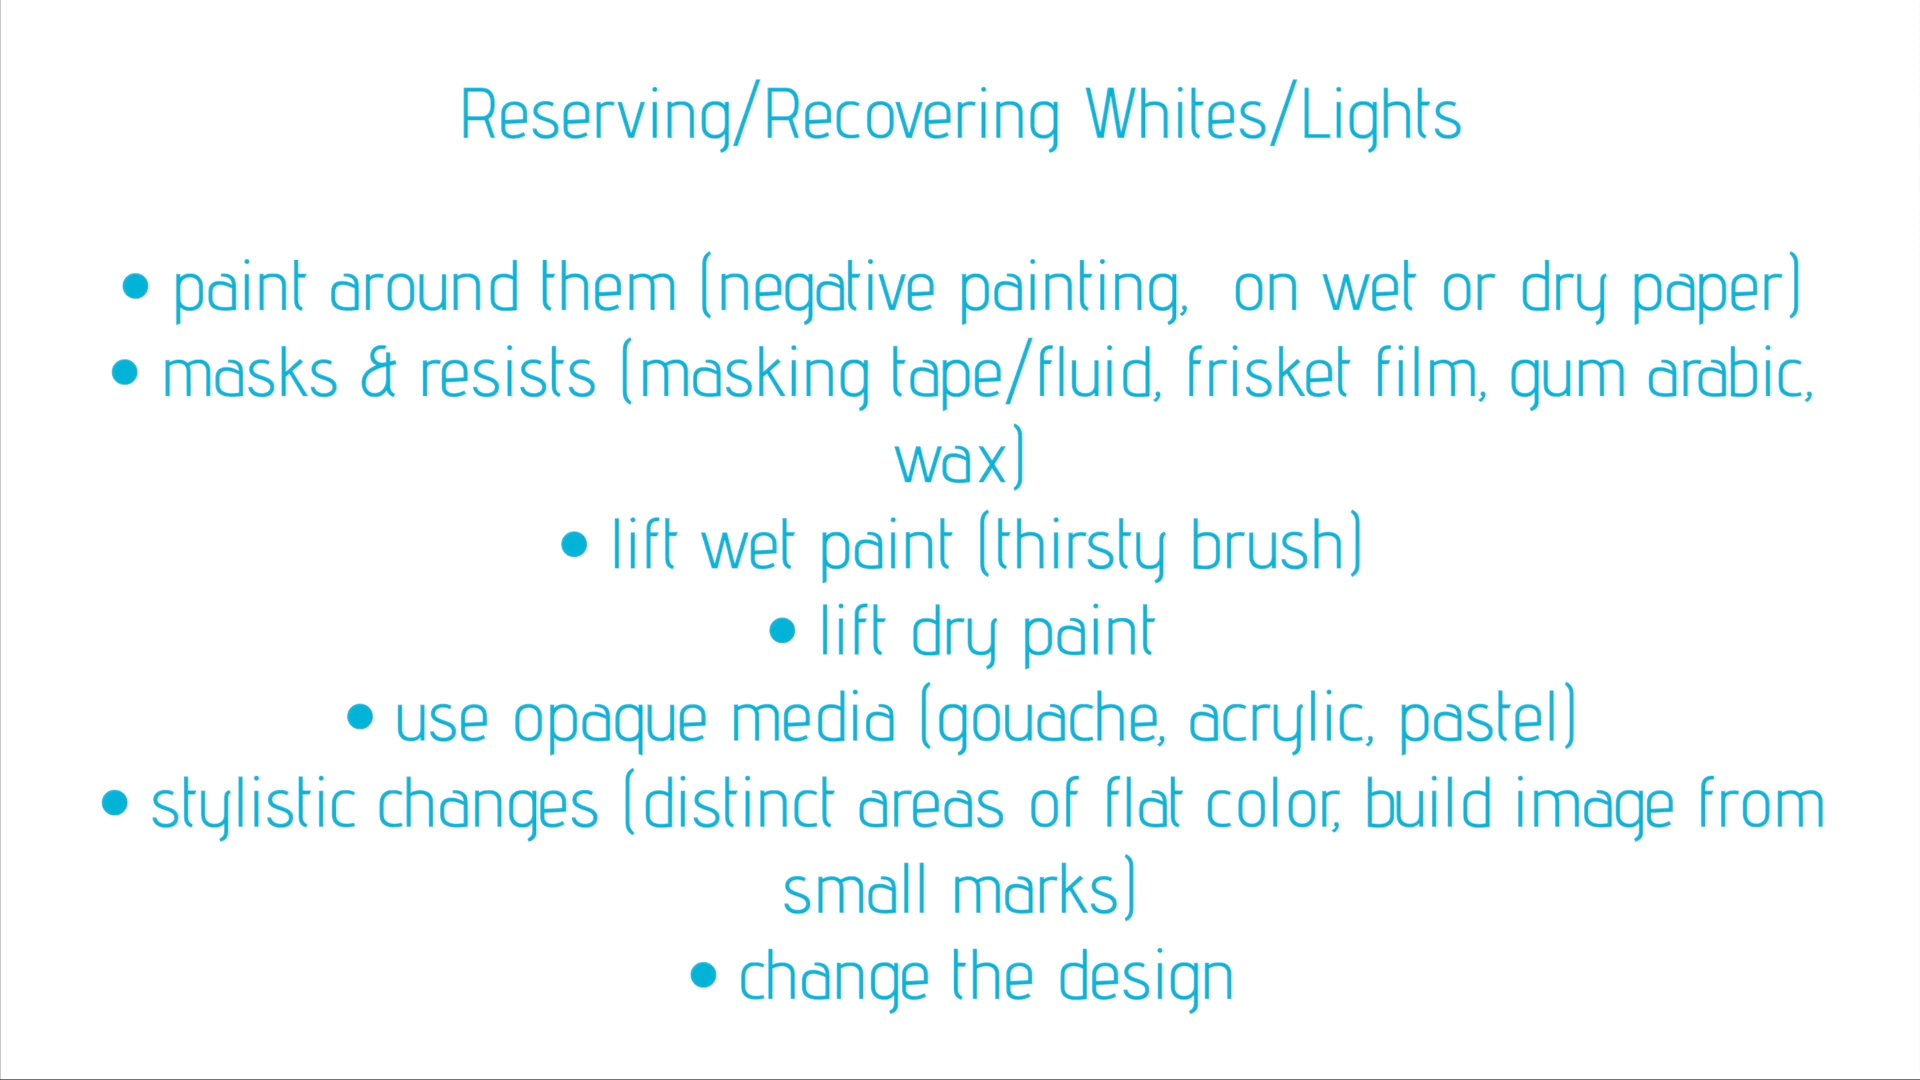 Reserving/Recovering Whites/Lights
• paint around them (negative painting,  on wet or dry paper)
• masks & resists (masking tape/fluid, frisket film, gum arabic,
wax)
• lift wet paint (thirsty brush)
• lift dry paint
• use opaque media (gouache, acrylic, pastel)
• stylistic changes (distinct areas of flat color, build image from
small marks)
• change the design